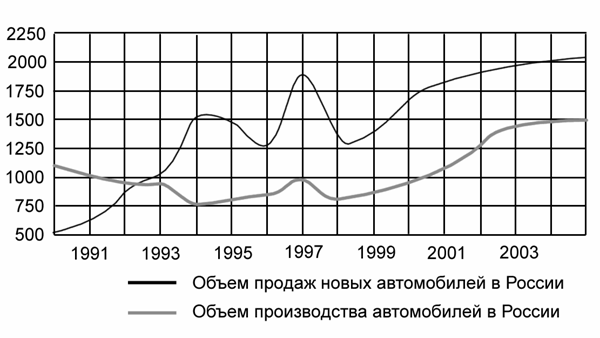 2250
2000
1750
1500
1250
1000
750
500
1991 1993 1995 1997 1999 2001 2003
Объем продаж новых автомобилей в России
Объем производства автомобилей в России